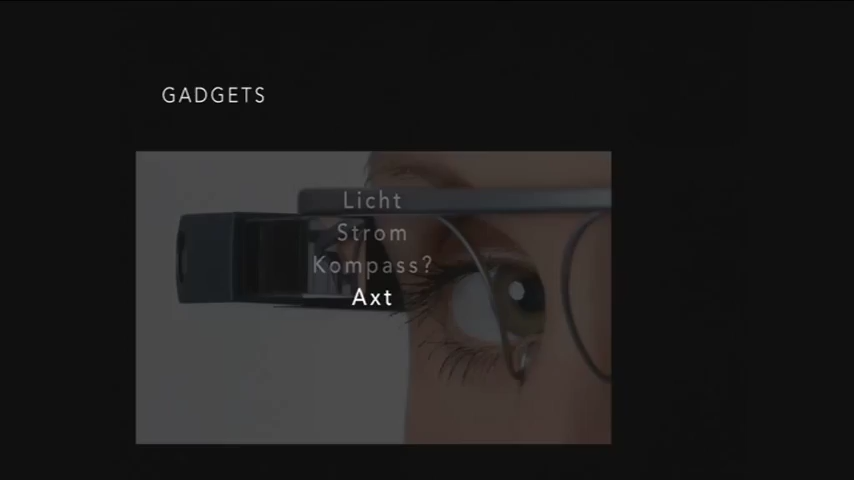 GADGETS
Licht
Strom
Kompass?
Axt